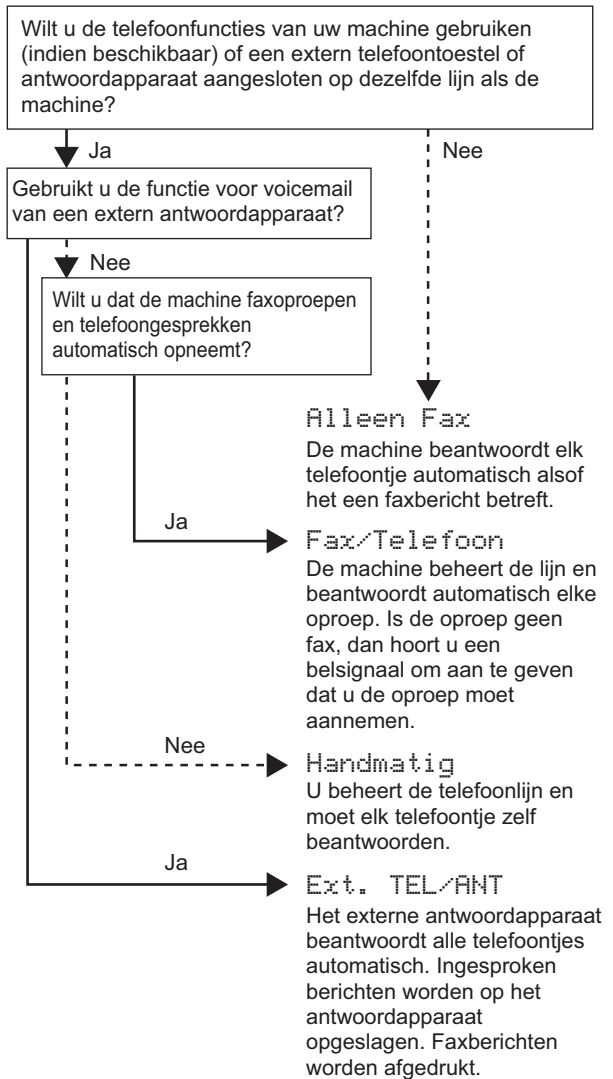 Wilt u de telefoonfuncties van uw machine gebruiken
(indien beschikbaar) of een extern telefoontoestel of
antwoordapparaat aangesloten op dezelfde lijn als de
machine?
Ja
Nee
Gebruikt u de functie voor voicemail
van een extern antwoordapparaat?
Nee
Wilt u dat de machine faxoproepen
en telefoongesprekken
automatisch opneemt?
Alleen Fax
De machine beantwoordt elk
telefoontje automatisch alsof
het een faxbericht betreft.
Ja
Fax/Telefoon
De machine beheert de lijn en
beantwoordt automatisch elke
oproep. Is de oproep geen
fax, dan hoort u een
belsignaal om aan te geven
dat u de oproep moet
aannemen.
Nee
Handmatig
U beheert de telefoonlijn en
moet elk telefoontje zelf
beantwoorden.
Ja
Ext. TEL/ANT
Het externe antwoordapparaat
beantwoordt alle telefoontjes
automatisch. Ingesproken
berichten worden op het
antwoordapparaat
opgeslagen. Faxberichten
worden afgedrukt.